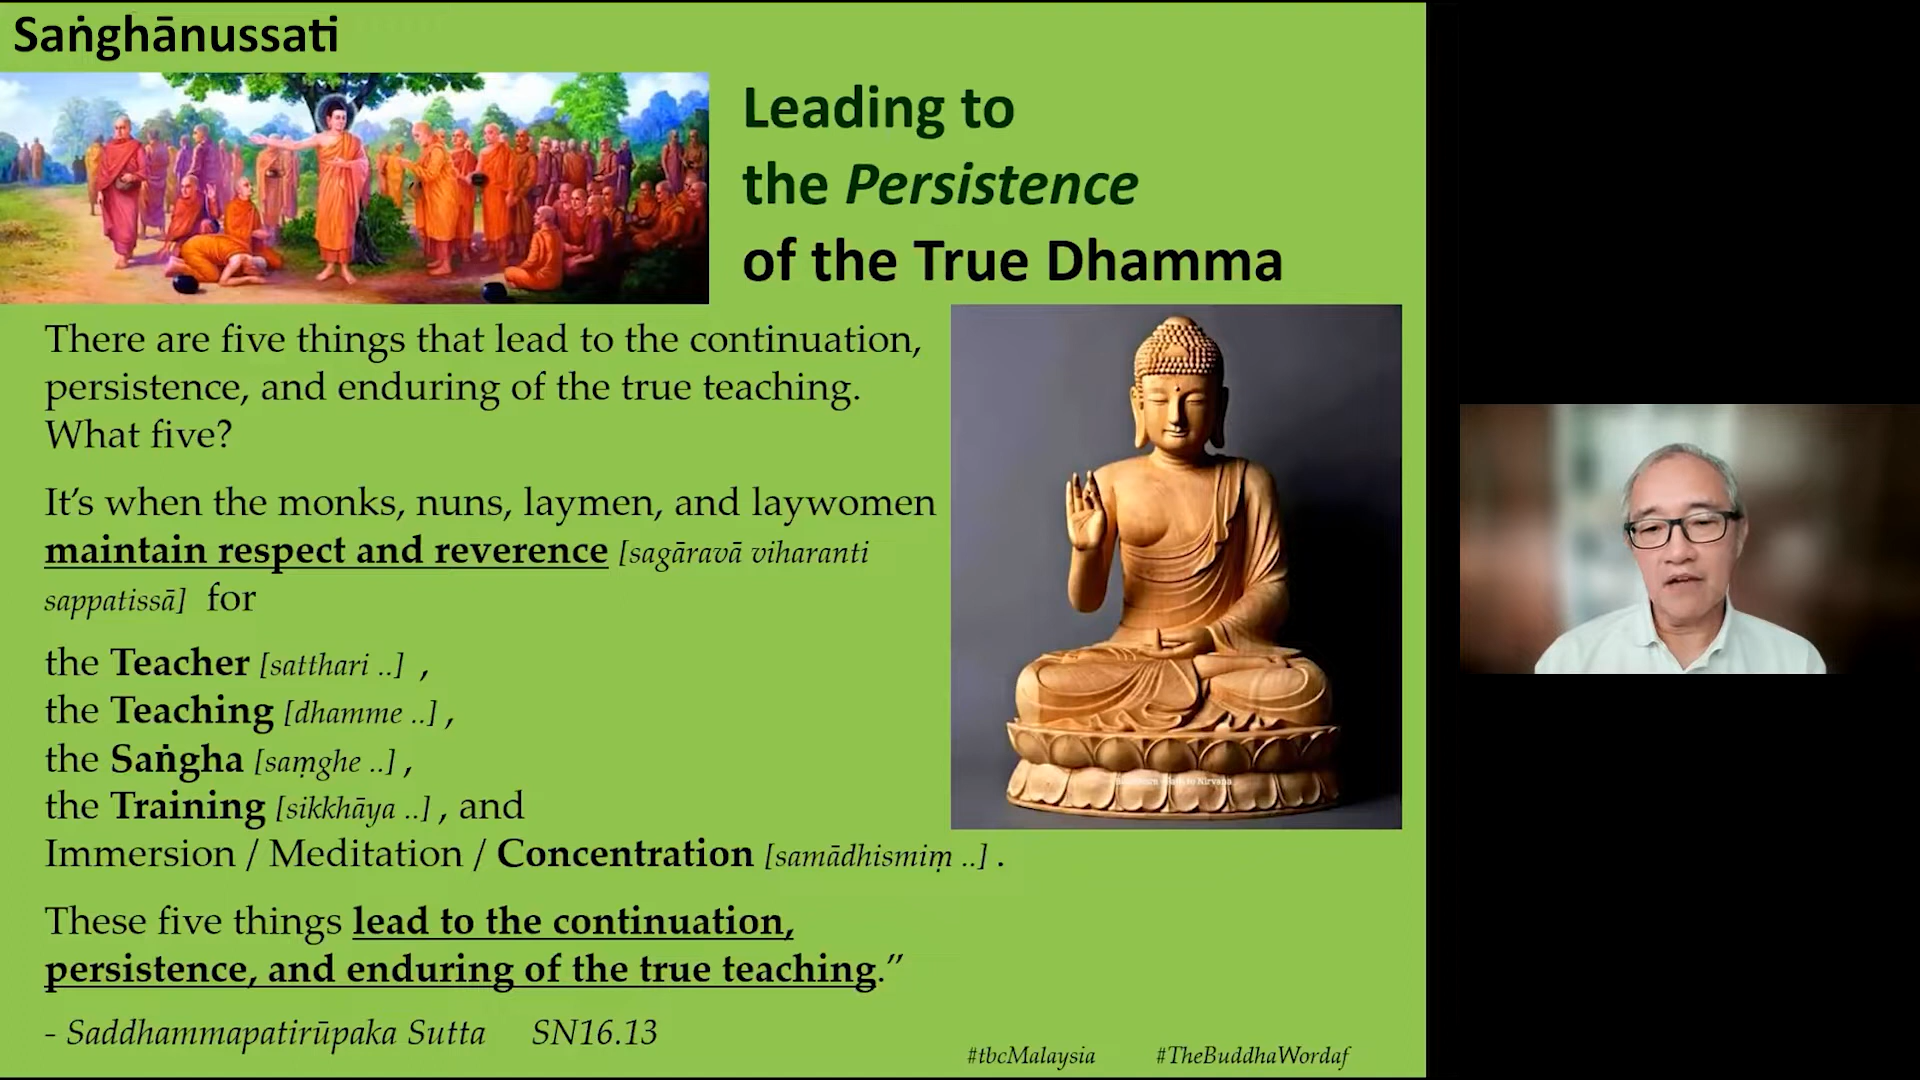 Saṅghānussati
Leading to
the Persistence
of the True Dhamma
There are five things that lead to the continuation,
persistence, and enduring of the true teaching.
What five?
It’s when the monks, nuns, laymen, and laywomen
maintain respect and reverence [sagāravā viharanti
sappatissā] for
the Teacher [satthari ..] ,
the Teaching [dhamme ..] ,
the Saṅgha [saṃghe ..] ,
the Training [sikkhāya ..] , and
Immersion / Meditation / Concentration [samādhismiṃ ..] .
These five things lead to the continuation,
persistence, and enduring of the true teaching.”
- Saddhammapatirūpaka Sutta SN16.13
#tbcMalaysia #TheBuddhaWordaf
to Nirvana